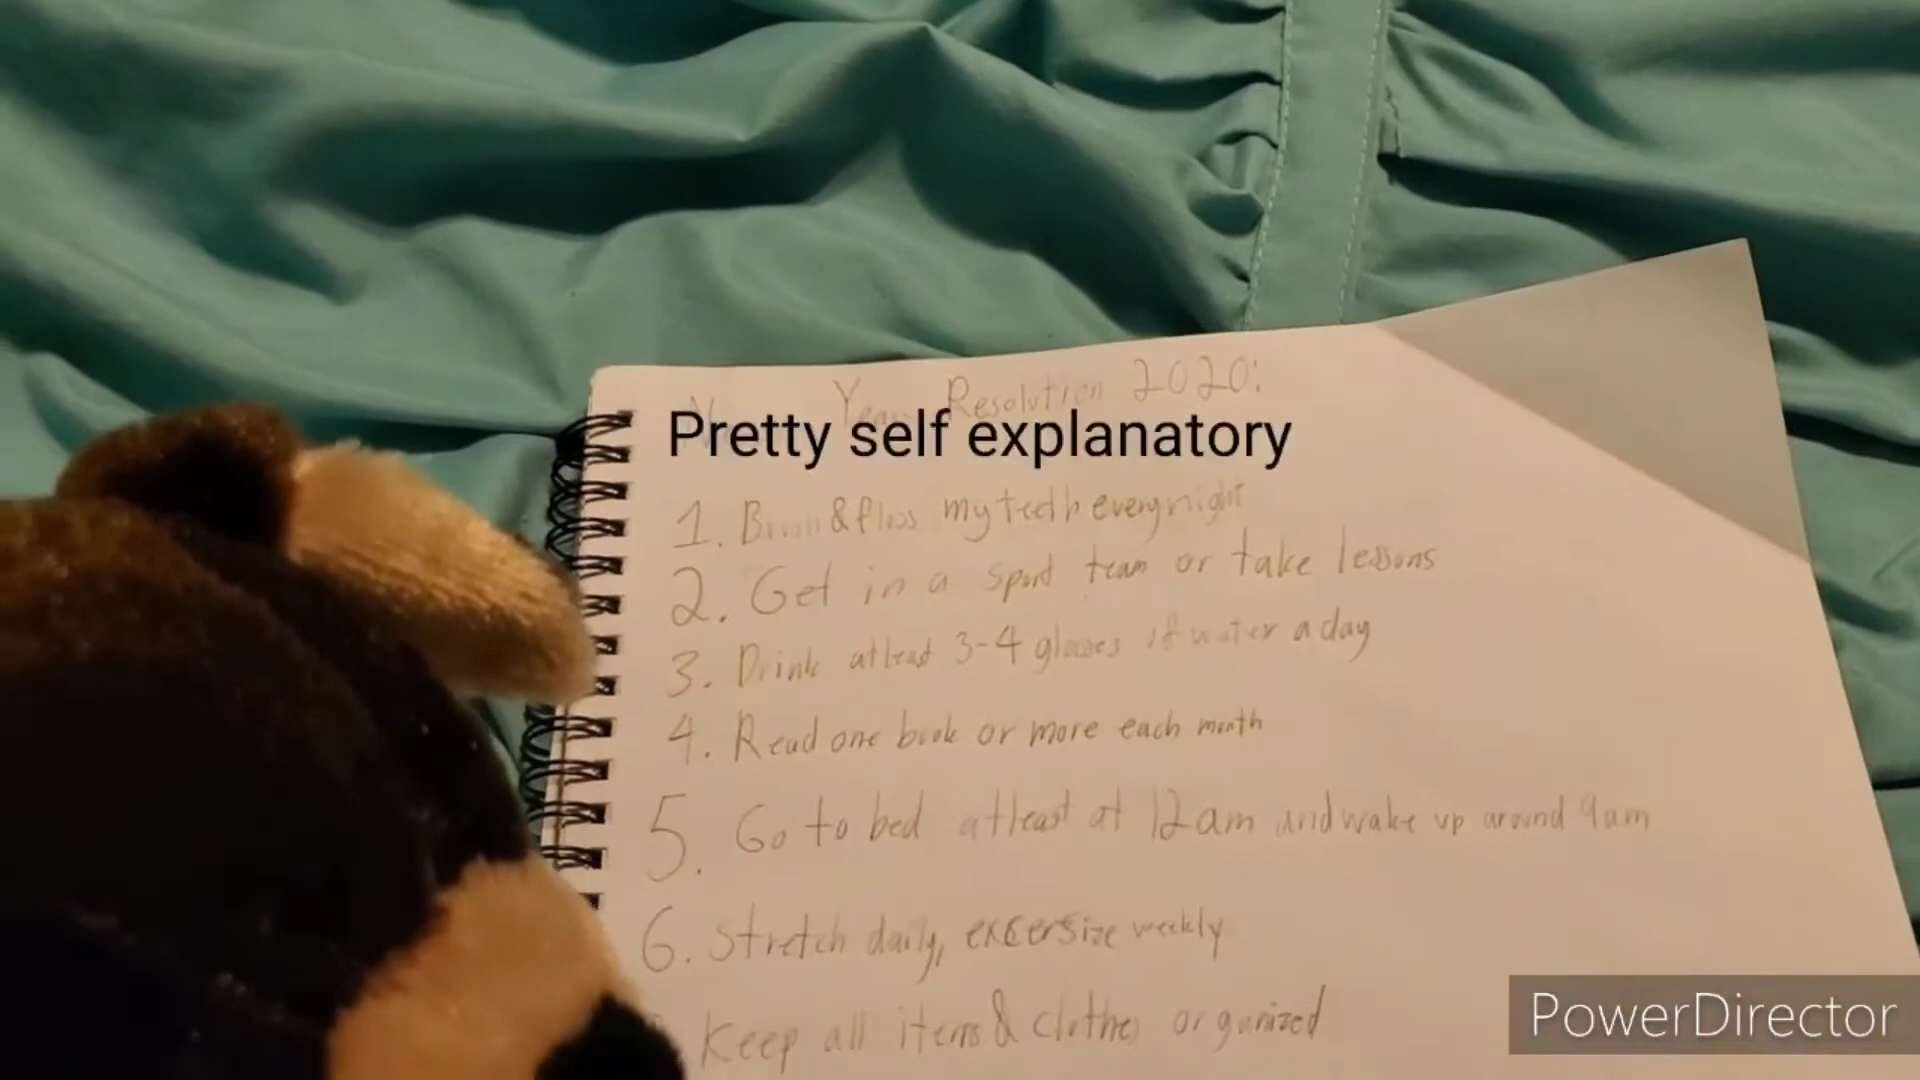 Year Resolution 2020:
Pretty self explanatory
1. Brush & floss my teeth every night
2. Get in a sport team or take lessons
3. Drink atleast 3-4 glasses of water a day
4. Read one book or more each month
5. Go to bed atleast at 12am and wake up around 9am
6. Stretch daily, excersize weekly
Keep all items & clothes organized
PowerDirector